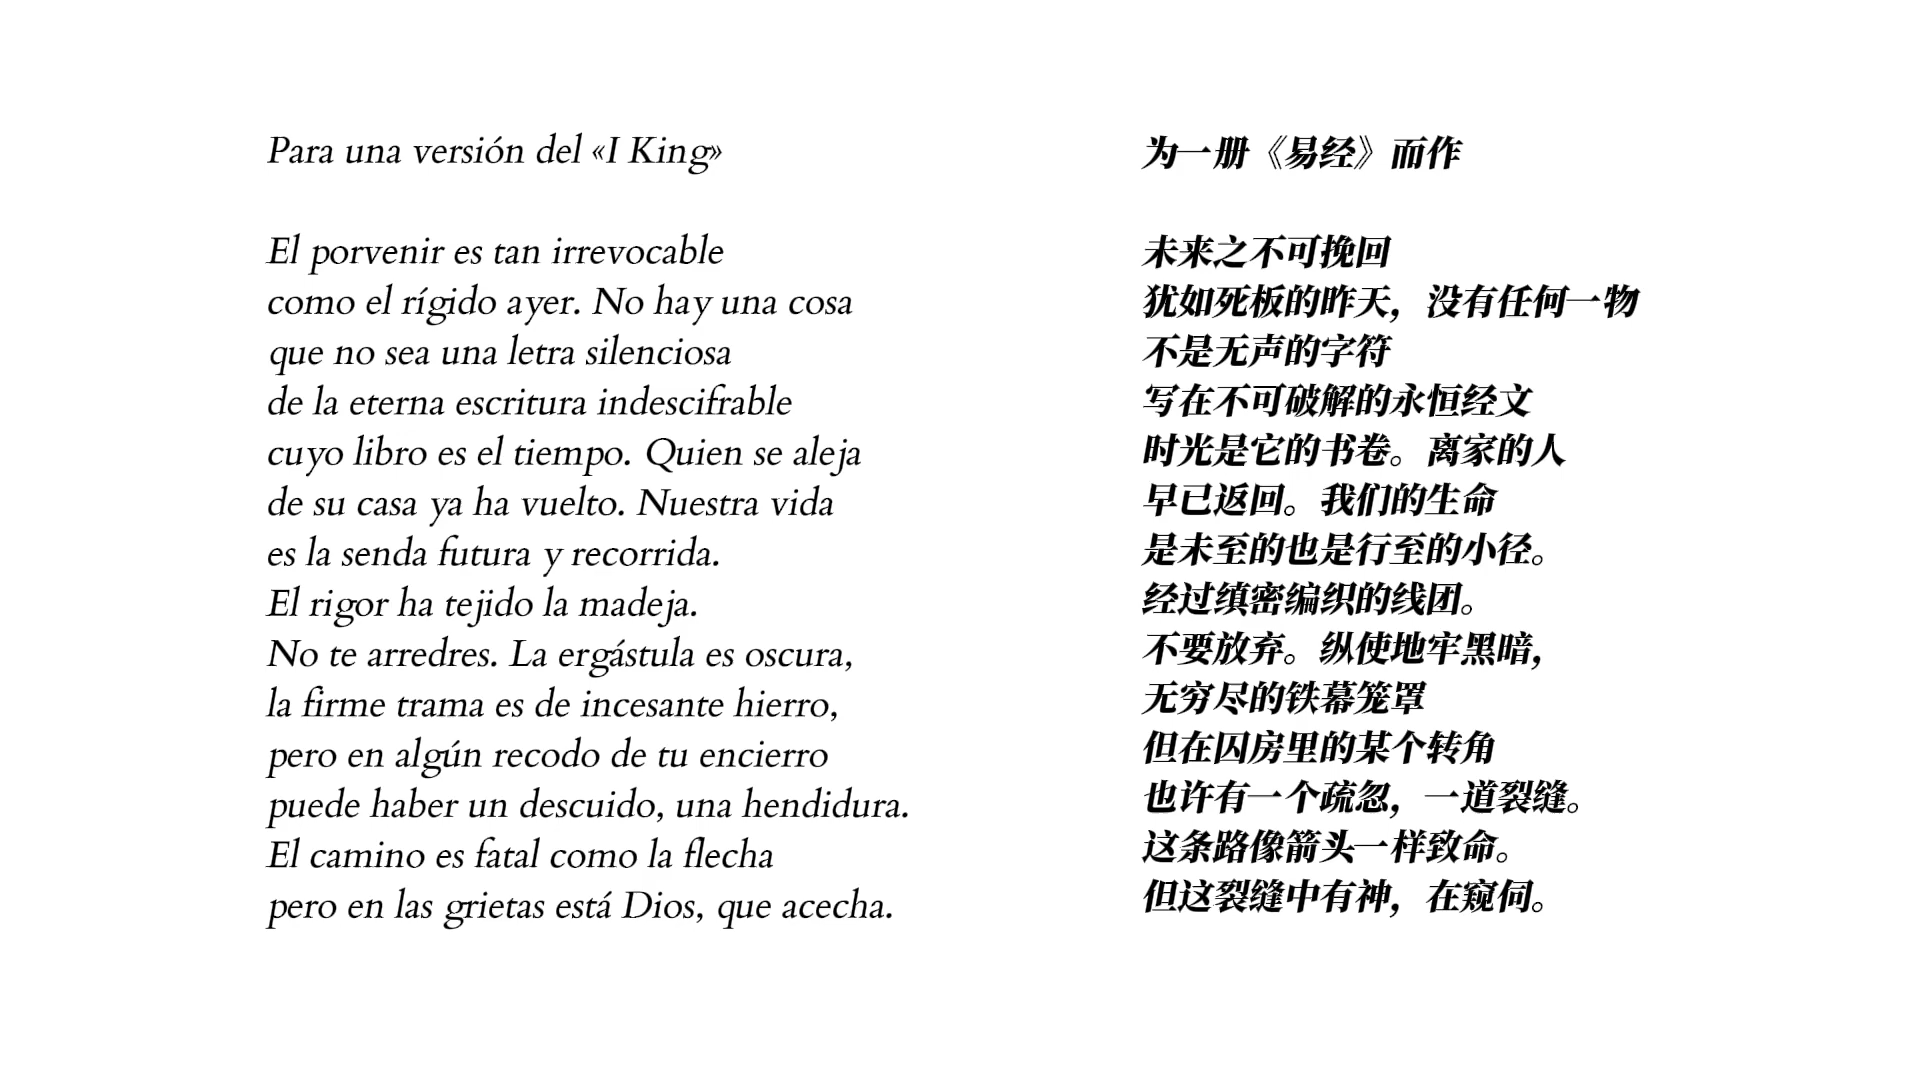 Para una versión del «I King»
El porvenir es tan irrevocable
como el rígido ayer. No hay una cosa
que no sea una letra silenciosa
de la eterna escritura indescifrable
cuyo libro es el tiempo. Quien se aleja
de su casa ya ha vuelto. Nuestra vida
es la senda futura y recorrida.
El rigor ha tejido la madeja.
No te arredres. La ergástula es oscura,
la firme trama es de incesante hierro,
pero en algún recodo de tu encierro
puede haber un descuido, una hendidura.
El camino es fatal como la flecha
pero en las grietas está Dios, que acecha.
为一册《易经》而作
未来之不可挽回
犹如死板的昨天，没有任何一物
不是无声的字符
写在不可破解的永恒经文
时光是它的书卷。离家的人
早已返回。我们的生命
是未至的也是行至的小径。
经过缜密编织的线团。
不要放弃。纵使地牢黑暗，
无穷尽的铁幕笼罩
但在囚房里的某个转角
也许有一个疏忽，一道裂缝。
这条路像箭头一样致命。
但这裂缝中有神，在窥伺。